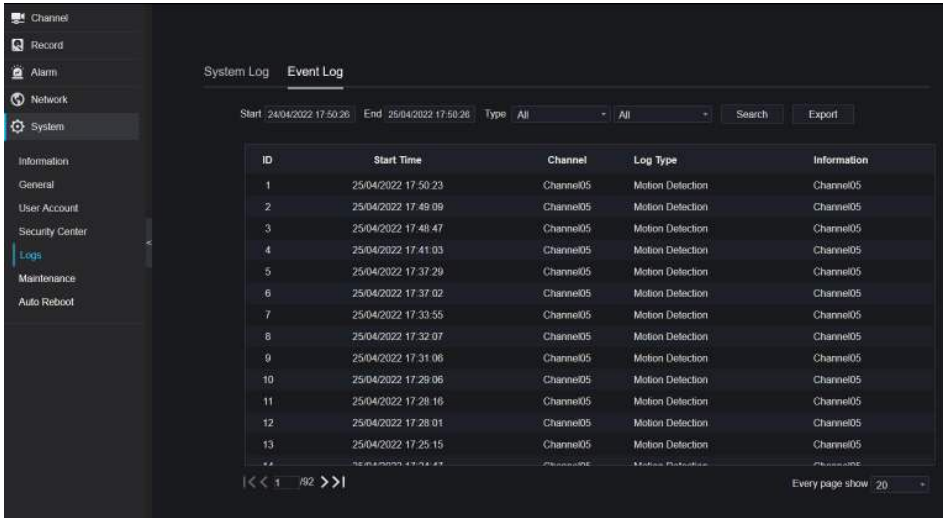 Channel
Record
Alarm
Network
System
Information
General
User Account
Security Center
Logs
Maintenance
Auto Reboot
System Log Event Log
Start 24/04/2022 17:50:26 End 25/04/2022 17:50:26 Type All All Search Export
ID Start Time Channel Log Type Information
1 25/04/2022 17:50:23 Channel05 Motion Detection Channel05
2 25/04/2022 17:49:09 Channel05 Motion Detection Channel05
3 25/04/2022 17:48:47 Channel05 Motion Detection Channel05
4 25/04/2022 17:41:03 Channel05 Motion Detection Channel05
5 25/04/2022 17:37:29 Channel05 Motion Detection Channel05
6 25/04/2022 17:37:02 Channel05 Motion Detection Channel05
7 25/04/2022 17:33:55 Channel05 Motion Detection Channel05
8 25/04/2022 17:32:07 Channel05 Motion Detection Channel05
9 25/04/2022 17:31:06 Channel05 Motion Detection Channel05
10 25/04/2022 17:29:06 Channel05 Motion Detection Channel05
11 25/04/2022 17:28:16 Channel05 Motion Detection Channel05
12 25/04/2022 17:28:01 Channel05 Motion Detection Channel05
13 25/04/2022 17:25:15 Channel05 Motion Detection Channel05
1 /92
Every page show 20